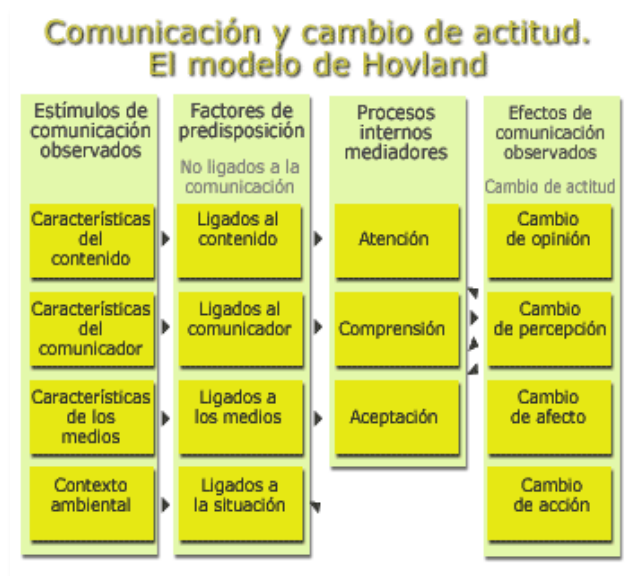 Comunicación y cambio de actitud.
El modelo de Hovland
Estímulos de
comunicación
observados
Características
del
contenido
Características
del
comunicador
Características
de los
medios
Contexto
ambiental
Factores de
predisposición
No ligados a la
comunicación
Ligados al
contenido
Ligados al
comunicador
Ligados a
los medios
Ligados a
la situación
Procesos
internos
mediadores
Atención
Comprensión
Aceptación
Efectos de
comunicación
observados
Cambio de actitud
Cambio
de opinión
Cambio
de percepción
Cambio
de afecto
Cambio
de acción